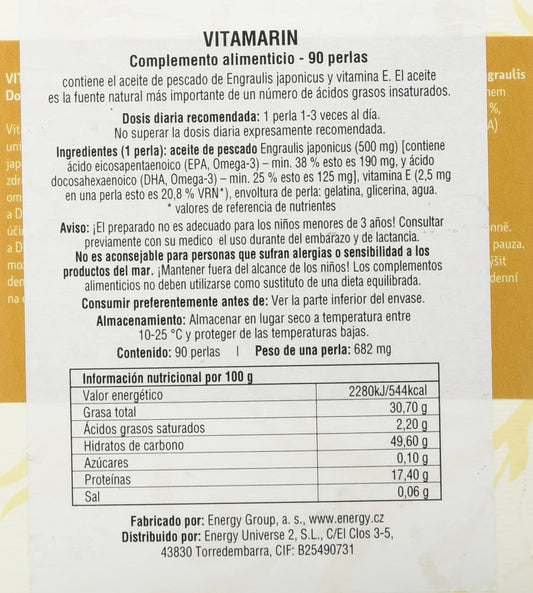 VITAMARIN
Complemento alimenticio - 90 perlas
contiene el aceite de pescado de Engraulis japonicus y vitamina E. El aceite
es la fuente natural más importante de un número de ácidos grasos insaturados.
Dosis diaria recomendada: 1 perla 1-3 veces al día.
No superar la dosis diaria expresamente recomendada.
Ingredientes (1 perla): aceite de pescado Engraulis japonicus (500 mg) [contiene
ácido eicosapentaenoico (EPA, Omega-3) – min. 38 % esto es 190 mg, y ácido
docosahexaenoico (DHA, Omega-3) – min. 25 % esto es 125 mg], vitamina E (2,5 mg
en una perla esto es 20,8 % VRN*), envoltura de perla: gelatina, glicerina, agua.
* valores de referencia de nutrientes
Aviso: ¡El preparado no es adecuado para los niños menores de 3 años! Consultar
previamente con su medico el uso durante del embarazo y de lactancia.
No es aconsejable para personas que sufran alergias o sensibilidad a los
productos del mar. ¡Mantener fuera del alcance de los niños! Los complementos
alimenticios no deben utilizarse como sustituto de una dieta equilibrada.
Consumir preferentemente antes de: Ver la parte inferior del envase.
Almacenamiento: Almacenar en lugar seco a temperatura entre
10-25 °C y proteger de las temperaturas bajas.
Contenido: 90 perlas | Peso de una perla: 682 mg
Información nutricional por 100 g
Valor energético 2280kJ/544kcal
Grasa total 30,70 g
Ácidos grasos saturados 2,20 g
Hidratos de carbono 49,60 g
Azúcares 0,10 g
Proteínas 17,40 g
Sal 0,06 g
Fabricado por: Energy Group, a. s., www.energy.cz
Distribuido por: Energy Universe 2, S.L., C/El Clos 3-5,
43830 Torredembarra, CIF: B25490731